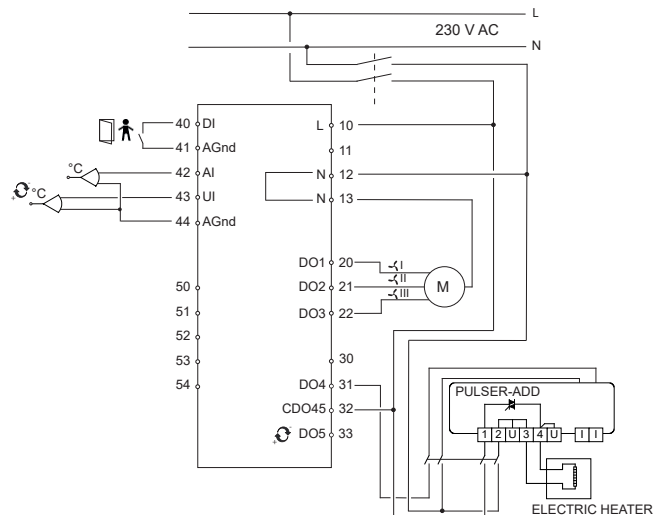 L
230 V AC
N
40 DI
41 AGnd
42 AI
43 UI
44 AGnd
°C
°C
50
51
52
53
54
L 10
11
N 12
N 13
DO1 20
DO2 21
DO3 22
30
DO4 31
CDO45 32
DO5 33
I
II
III
M
PULSER-ADD
1 2 U 3 4 U I I
ELECTRIC HEATER